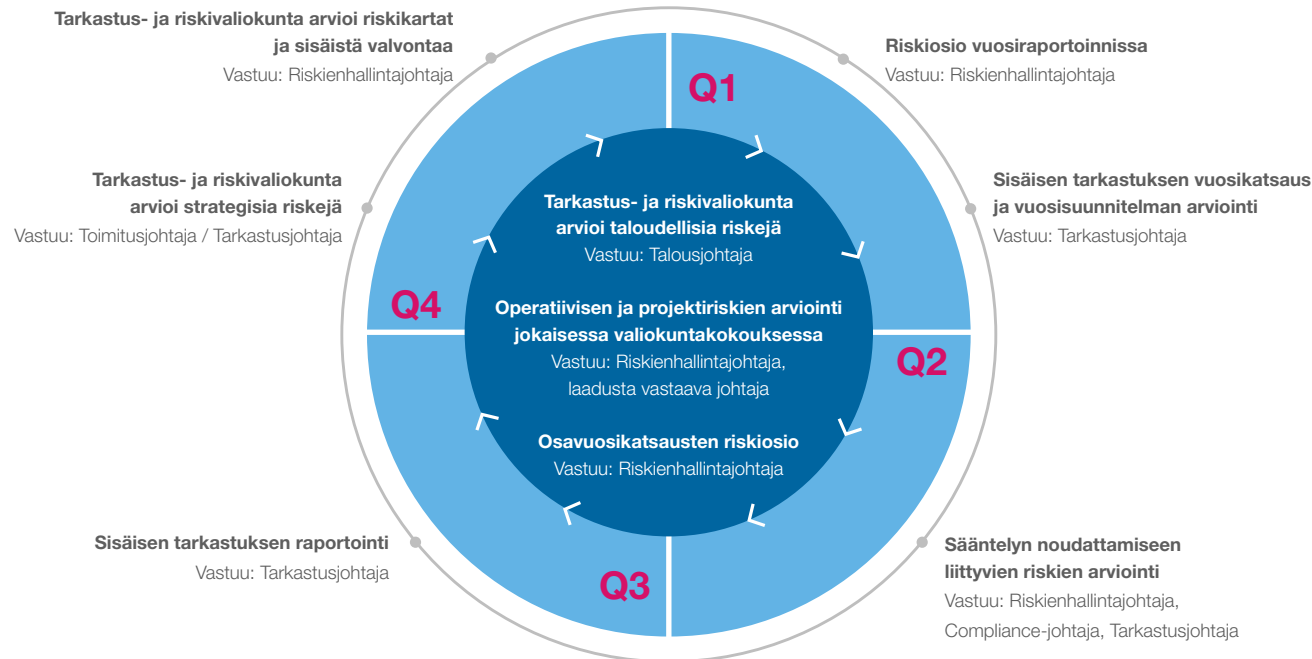 Tarkastus- ja riskivaliokunta arvioi riskikartat
ja sisäistä valvontaa
Vastuu: Riskienhallintajohtaja
Riskiosio vuosiraportoinnissa
Vastuu: Riskienhallintajohtaja
Q1
Tarkastus- ja riskivaliokunta
arvioi strategisia riskejä
Vastuu: Toimitusjohtaja / Tarkastusjohtaja
Sisäisen tarkastuksen vuosikatsaus
ja vuosisuunnitelman arviointi
Vastuu: Tarkastusjohtaja
Tarkastus- ja riskivaliokunta
arvioi taloudellisia riskejä
Vastuu: Talousjohtaja
Q4
Operatiivisen ja projektiriskien arviointi
jokaisessa valiokuntakokouksessa
Vastuu: Riskienhallintajohtaja,
laadusta vastaava johtaja
Q2
Osavuosikatsausten riskiosio
Vastuu: Riskienhallintajohtaja
Sisäisen tarkastuksen raportointi
Vastuu: Tarkastusjohtaja
Q3
Sääntelyn noudattamiseen
liittyvien riskien arviointi
Vastuu: Riskienhallintajohtaja,
Compliance-johtaja, Tarkastusjohtaja